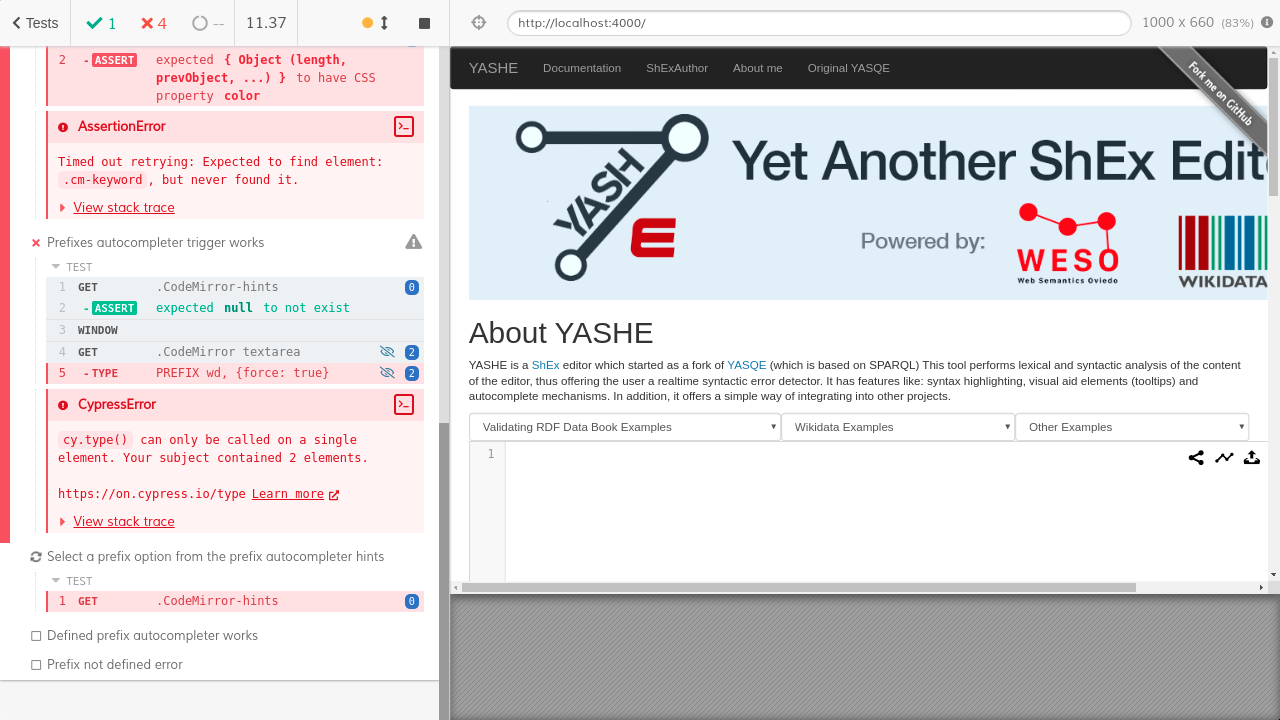 Tests 1 4 -- 11.37
2 - ASSERT expected { Object (length,
prevObject, ...) } to have CSS
property color
AssertionError
Timed out retrying: Expected to find element:
.cm-keyword , but never found it.
View stack trace
Prefixes autocompleter trigger works
TEST
1 GET .CodeMirror-hints 0
2 - ASSERT expected null to not exist
3 WINDOW
4 GET .CodeMirror textarea 2
5 - TYPE PREFIX wd, {force: true} 2
CypressError
cy.type() can only be called on a single
element. Your subject contained 2 elements.
https://on.cypress.io/type Learn more
View stack trace
Select a prefix option from the prefix autocompleter hints
TEST
1 GET .CodeMirror-hints 0
Defined prefix autocompleter works
Prefix not defined error
http://localhost:4000/ 1000 x 660 (83%)
YASHE Documentation ShExAuthor About me Original YASQE
Fork me on GitHub
YASH
Yet Another ShEx Edit
Powered by:
WESO
Web Semantics Oviedo
WIKIDATA
About YASHE
YASHE is a ShEx editor which started as a fork of YASQE (which is based on SPARQL) This tool performs lexical and syntactic analysis of the content
of the editor, thus offering the user a realtime syntactic error detector. It has features like: syntax highlighting, visual aid elements (tooltips) and
autocomplete mechanisms. In addition, it offers a simple way of integrating into other projects.
Validating RDF Data Book Examples Wikidata Examples Other Examples
1